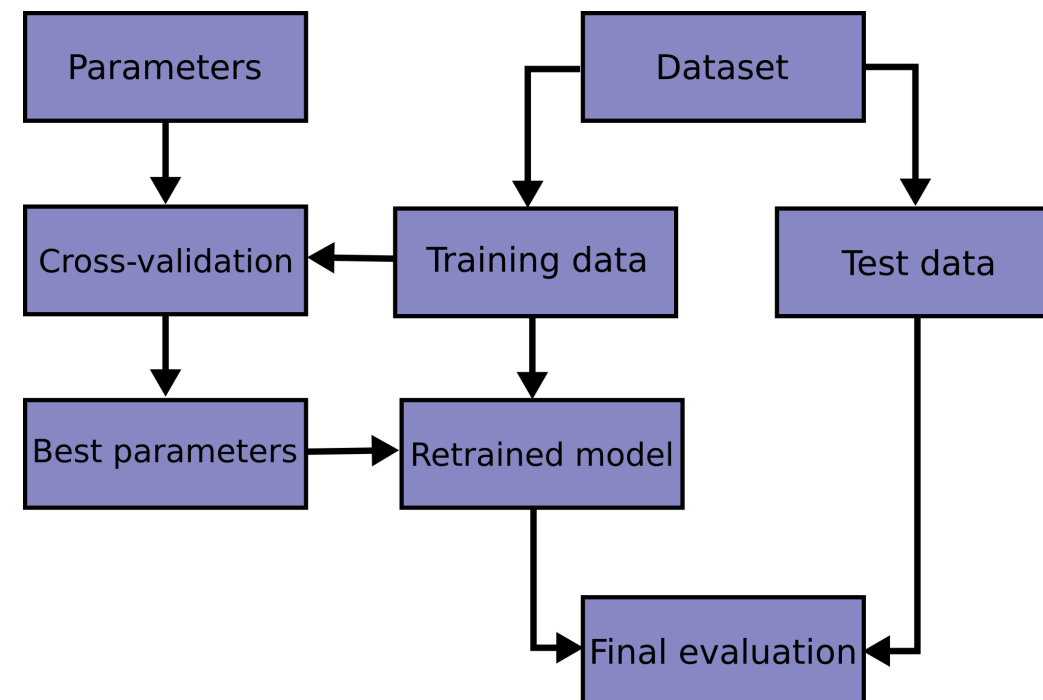 Parameters
Dataset
Cross-validation
Training data
Test data
Best parameters
Retrained model
Final evaluation